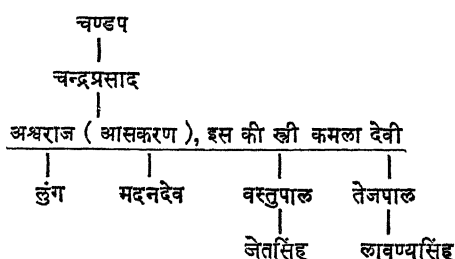 चण्डप
चन्द्रप्रसाद
अश्वराज ( आसकरण ), इस की स्त्री कमला देवी
लुंग मदनदेव वस्तुपाल तेजपाल
जेतसिंह लावण्यसिंह